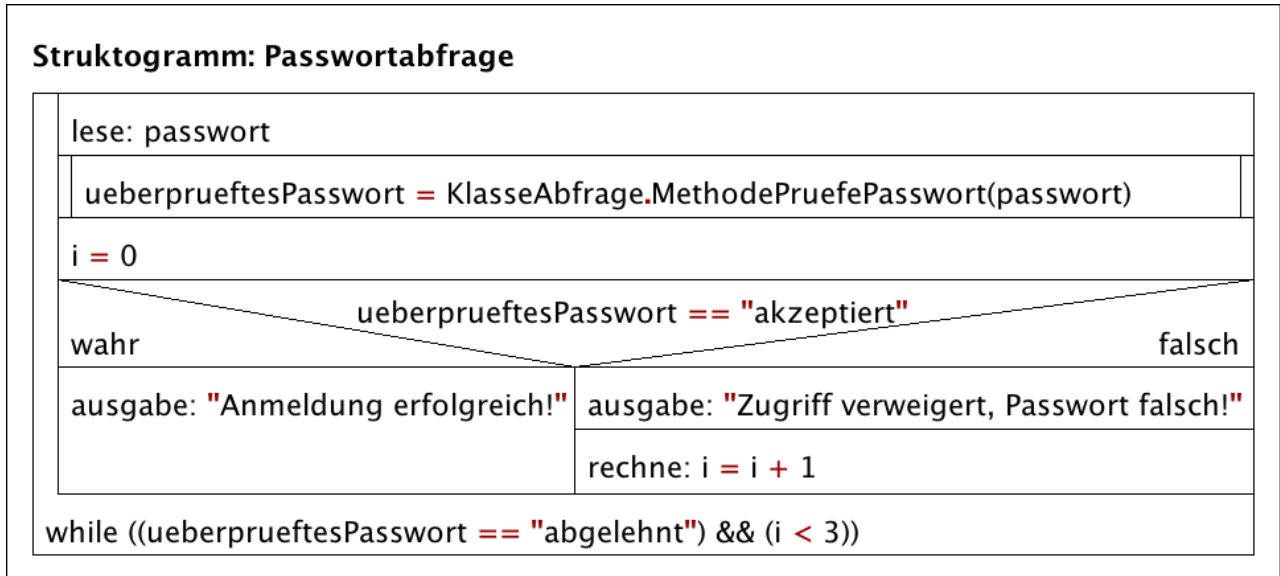 Struktogramm: Passwortabfrage
lese: passwort
ueberprueftesPasswort = KlasseAbfrage.MethodePruefePasswort(passwort)
i = 0
ueberprueftesPasswort == "akzeptiert"
wahr
falsch
ausgabe: "Anmeldung erfolgreich!"
ausgabe: "Zugriff verweigert, Passwort falsch!"
rechne: i = i + 1
while ((ueberprueftesPasswort == "abgelehnt") && (i < 3))